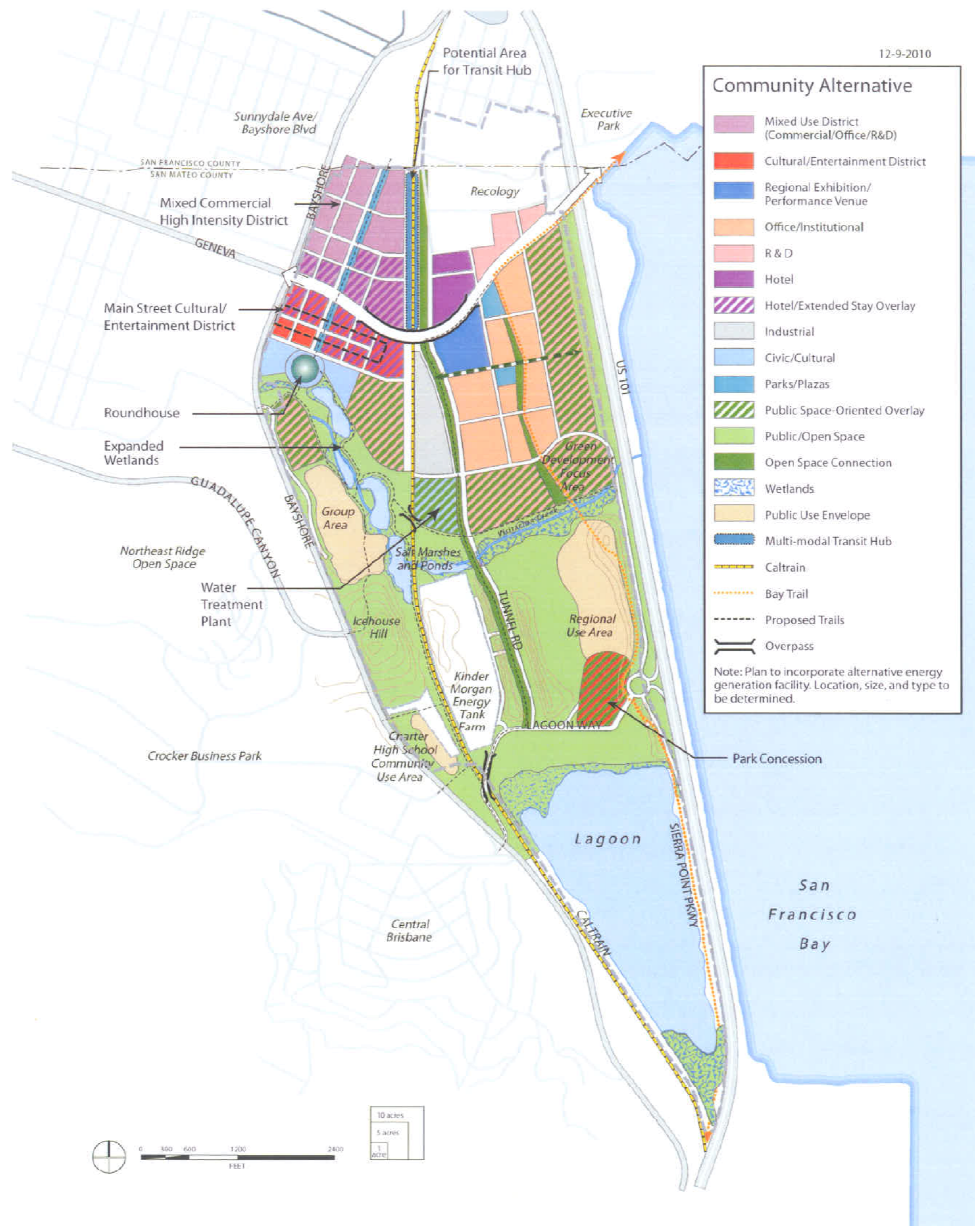 12-9-2010
Potential Area
for Transit Hub
Sunnydale Ave/
Bayshore Blvd
Executive
Park
SAN FRANCISCO COUNTY
SAN MATEO COUNTY
BAYSHORE
Recology
Mixed Commercial
High Intensity District
GENEVA
Main Street Cultural/
Entertainment District
US 101
Roundhouse
Expanded
Wetlands
Green
Development
Focus
Area
GUADALUPE CANYON
BAYSHORE
Group
Area
Northeast Ridge
Open Space
Salt Marshes
and Ponds
Water
Treatment
Plant
TUNNEL RD
Icehouse
Hill
Regional
Use Area
Kinder
Morgan
Energy
Tank
Farm
LAGOON WAY
Charter
High School
Community
Use Area
Crocker Business Park
Park Concession
Lagoon
SIERRA POINT PKWY
San
Francisco
Bay
CALTRAIN
Central
Brisbane
Community Alternative
Mixed Use District
(Commercial/Office/R&D)
Cultural/Entertainment District
Regional Exhibition/
Performance Venue
Office/Institutional
R & D
Hotel
Hotel/Extended Stay Overlay
Industrial
Civic/Cultural
Parks/Plazas
Public Space-Oriented Overlay
Public/Open Space
Open Space Connection
Wetlands
Public Use Envelope
Multi-modal Transit Hub
Caltrain
Bay Trail
Proposed Trails
Overpass
Note: Plan to incorporate alternative energy
generation facility. Location, size, and type to
be determined.
10 acres
5 acres
1
acre
0 300 600 1200 2400
FEET